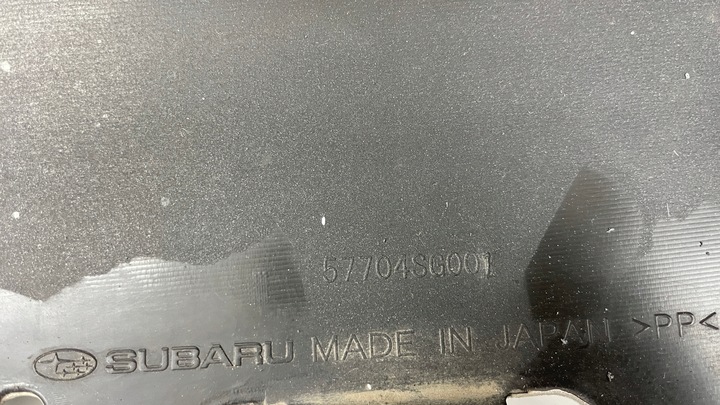 57704SG001
SUBARU MADE IN JAPAN >PP<